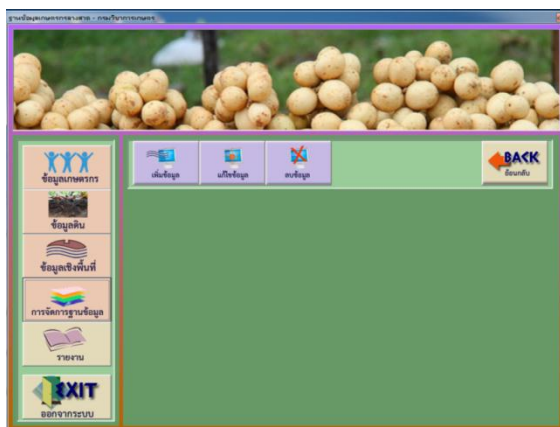 ฐานข้อมูลเกษตรกรลางสาด - กรมวิชาการเกษตร
ข้อมูลเกษตรกร
ข้อมูลดิน
ข้อมูลเชิงพื้นที่
การจัดการฐานข้อมูล
รายงาน
EXIT
ออกจากระบบ
เพิ่มข้อมูล
แก้ไขข้อมูล
ลบข้อมูล
BACK
ย้อนกลับ